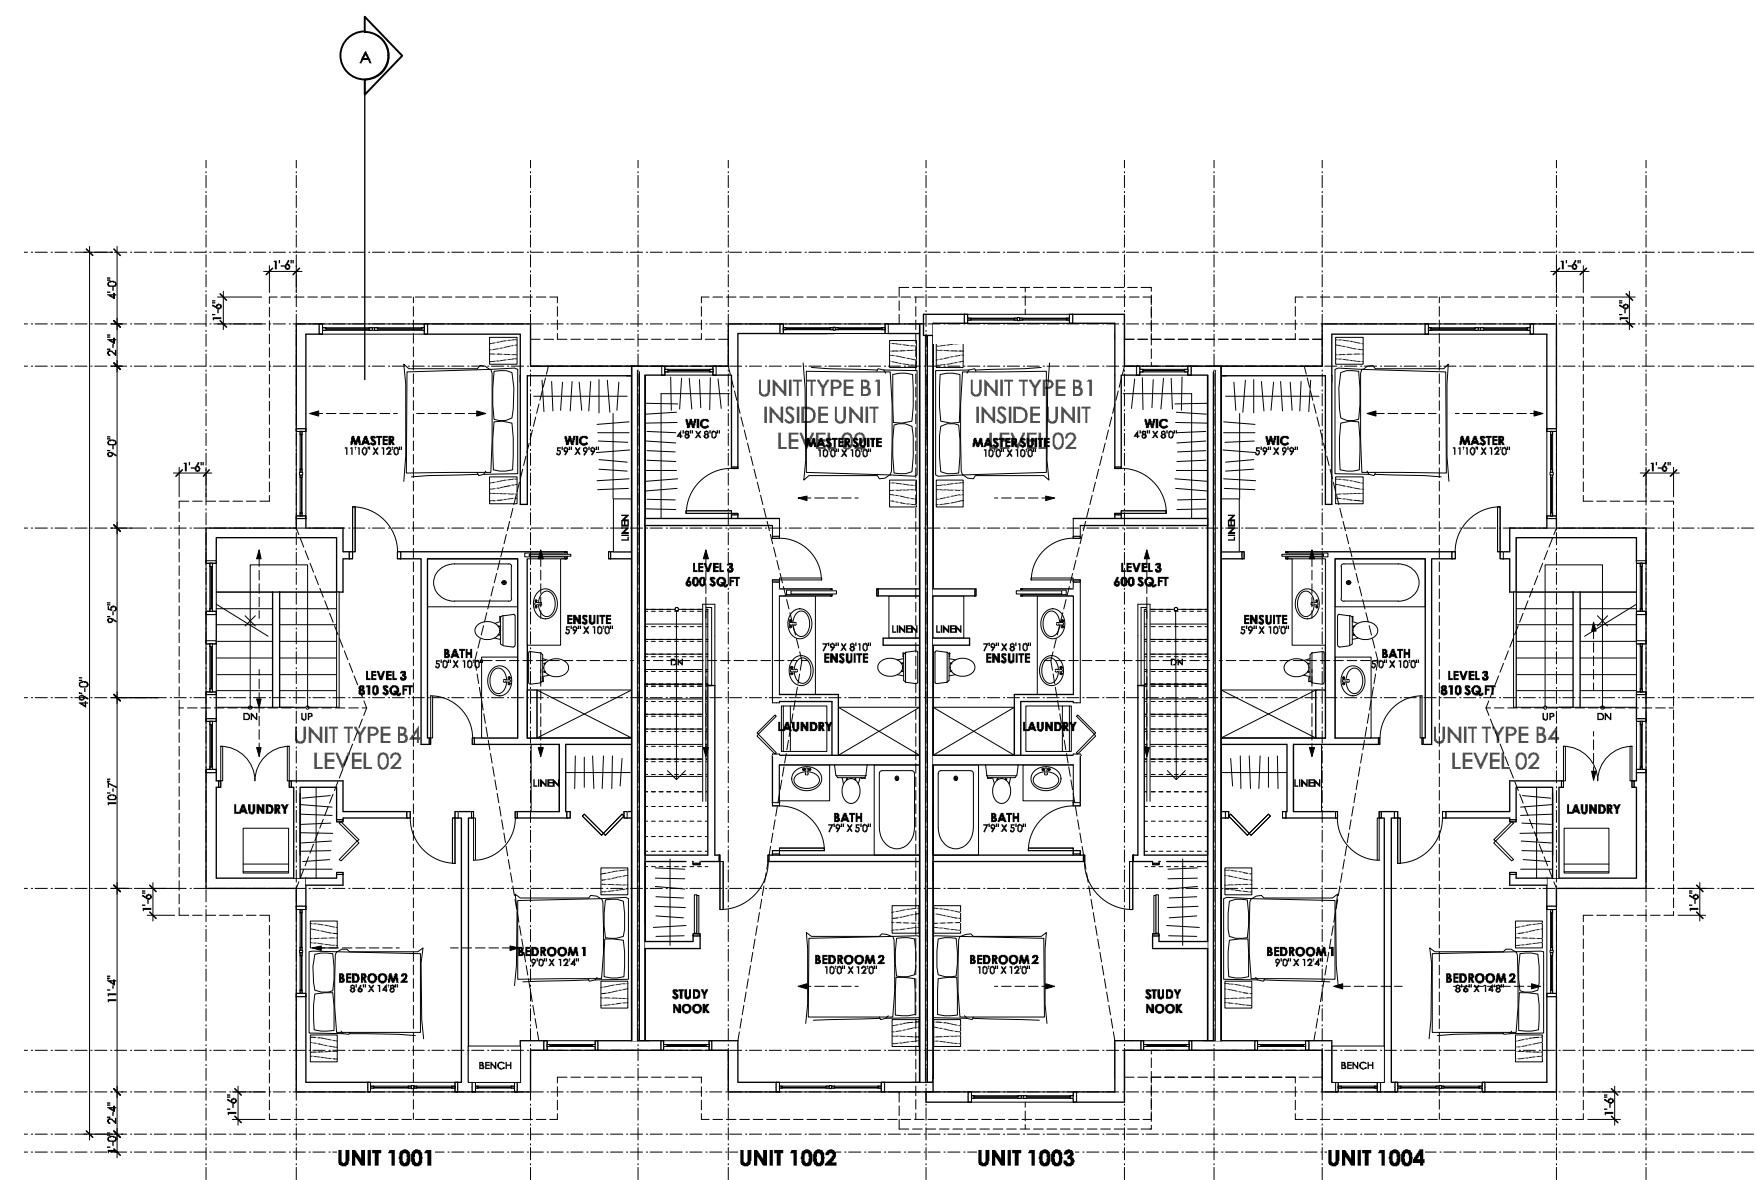 A
1'-6"
1'-6"
4'-0"
1'-6"
1'-6"
2'-4"
UNIT TYPE B1
INSIDE UNIT
UNIT TYPE B1
INSIDE UNIT
LEVEL 02
MASTER
11'10" X 12'0"
WIC
5'9" X 9'9"
WIC
4'8" X 8'0"
MASTER SUITE
10'0" X 10'0"
MASTER SUITE
10'0" X 10'0"
WIC
4'8" X 8'0"
WIC
5'9" X 9'9"
MASTER
11'10" X 12'0"
9'-0"
1'-6"
1'-6"
LINEN
LINEN
LEVEL 3
600 SQ.FT
LEVEL 3
600 SQ.FT
9'-5"
ENSUITE
5'9" X 10'0"
LINEN
LINEN
ENSUITE
5'9" X 10'0"
BATH
5'0" X 10'0"
DN
7'9" X 8'10"
ENSUITE
7'9" X 8'10"
ENSUITE
DN
BATH
5'0" X 10'0"
49'-0"
LEVEL 3
810 SQ.FT
LEVEL 3
810 SQ.FT
DN
UP
UP
DN
UNIT TYPE B4
LEVEL 02
LAUNDRY
LAUNDRY
UNIT TYPE B4
LEVEL 02
10'-7"
LINEN
LINEN
LAUNDRY
BATH
7'9" X 5'0"
BATH
7'9" X 5'0"
LAUNDRY
1'-6"
1'-6"
BEDROOM 1
9'0" X 12'4"
BEDROOM 2
10'0" X 12'0"
BEDROOM 2
10'0" X 12'0"
BEDROOM 1
9'0" X 12'4"
BEDROOM 2
8'6" X 14'8"
BEDROOM 2
8'6" X 14'8"
11'-4"
STUDY
NOOK
STUDY
NOOK
BENCH
BENCH
1'-6"
1'-6"
2'-4"
1'-0"
UNIT 1001
UNIT 1002
UNIT 1003
UNIT 1004